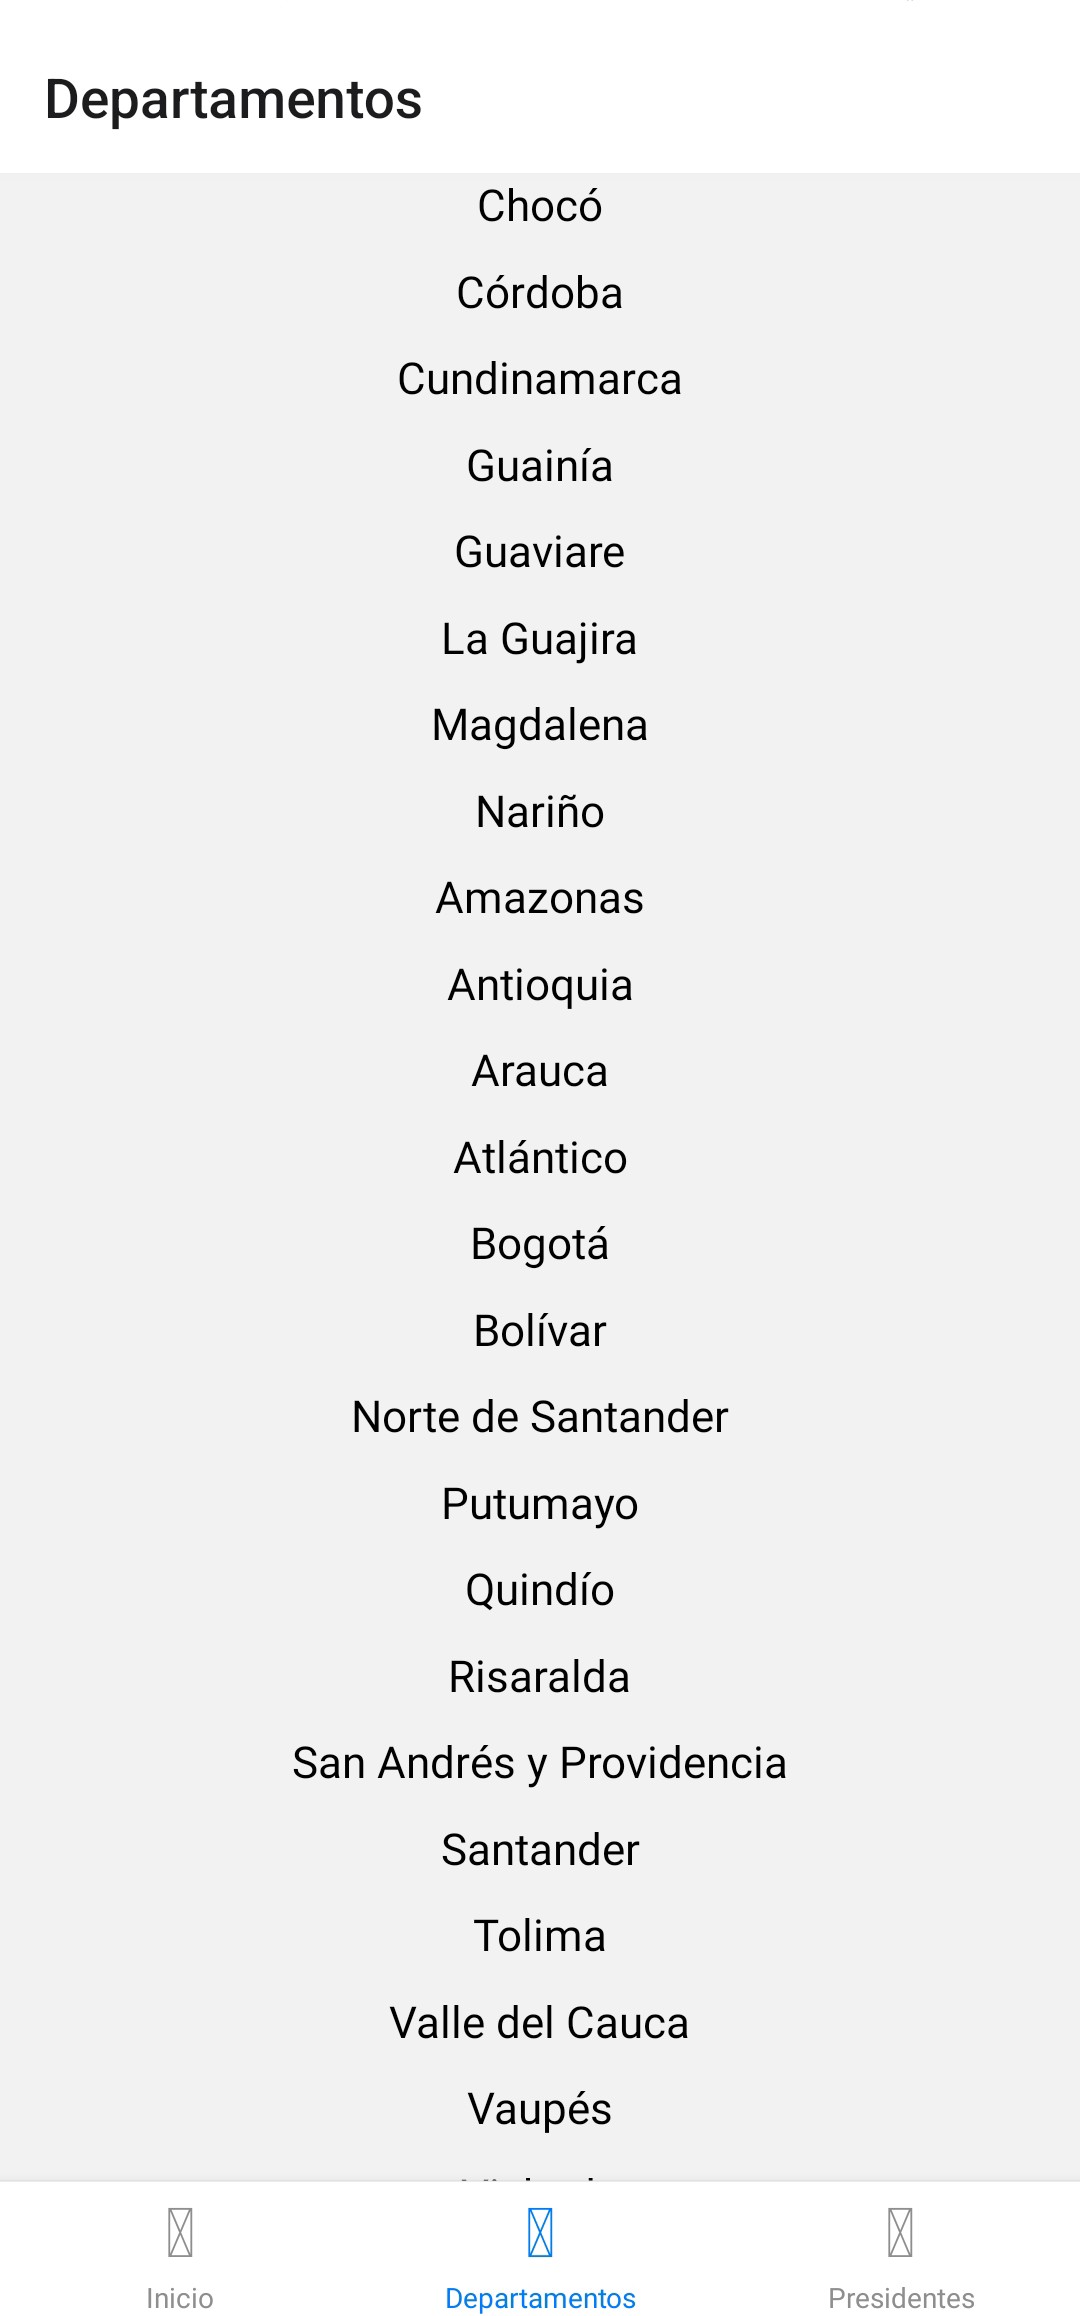 Departamentos
Chocó
Córdoba
Cundinamarca
Guainía
Guaviare
La Guajira
Magdalena
Nariño
Amazonas
Antioquia
Arauca
Atlántico
Bogotá
Bolívar
Norte de Santander
Putumayo
Quindío
Risaralda
San Andrés y Providencia
Santander
Tolima
Valle del Cauca
Vaupés
Inicio
Departamentos
Presidentes